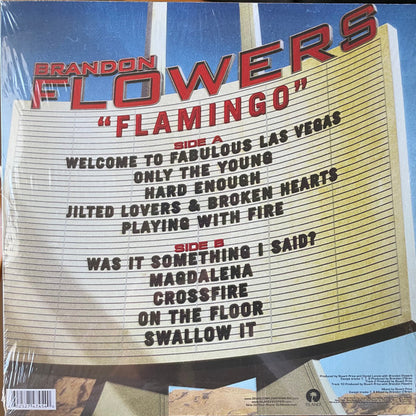 BRANDON
FLOWERS
"FLAMINGO"
SIDE A
WELCOME TO FABULOUS LAS VEGAS
ONLY THE YOUNG
HARD ENOUGH
JILTED LOVERS & BROKEN HEARTS
PLAYING WITH FIRE
SIDE B
WAS IT SOMETHING I SAID?
MAGDALENA
CROSSFIRE
ON THE FLOOR
SWALLOW IT
ISLAND